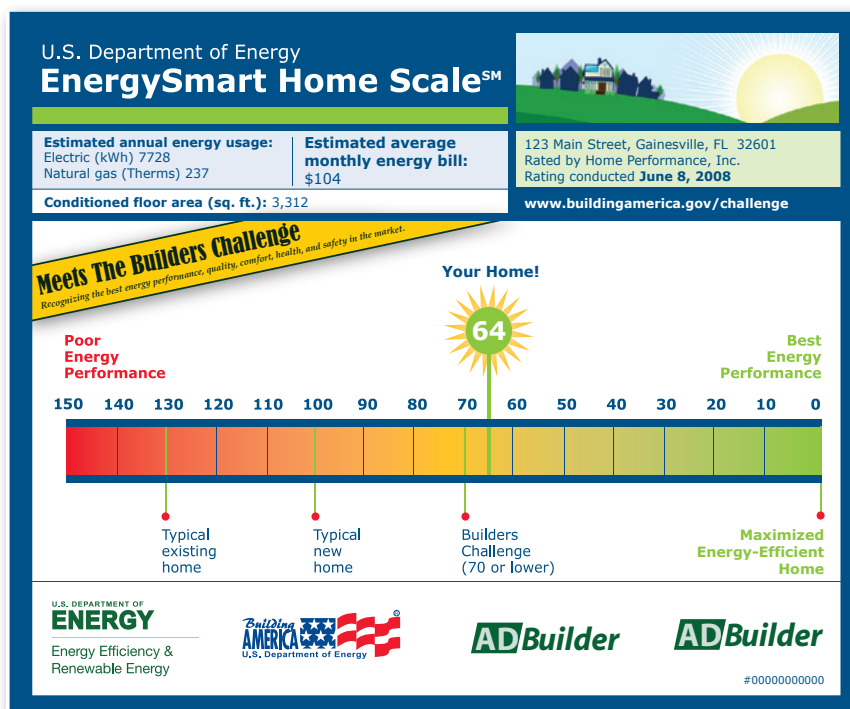 U.S. Department of Energy
EnergySmart Home Scale℠
Estimated annual energy usage:
Electric (kWh) 7728
Natural gas (Therms) 237
Estimated average
monthly energy bill:
$104
Conditioned floor area (sq. ft.): 3,312
123 Main Street, Gainesville, FL 32601
Rated by Home Performance, Inc.
Rating conducted June 8, 2008
www.buildingamerica.gov/challenge
Meets The Builders Challenge
Recognizing the best energy performance, quality, comfort, health, and safety in the market.
Your Home!
64
Poor
Energy
Performance
Best
Energy
Performance
150 140 130 120 110 100 90 80 70 60 50 40 30 20 10 0
Typical
existing
home
Typical
new
home
Builders
Challenge
(70 or lower)
Maximized
Energy-Efficient
Home
U.S. DEPARTMENT OF
ENERGY
Energy Efficiency &
Renewable Energy
Building
AMERICA
®
U.S. Department of Energy
ADBuilder
ADBuilder
#00000000000